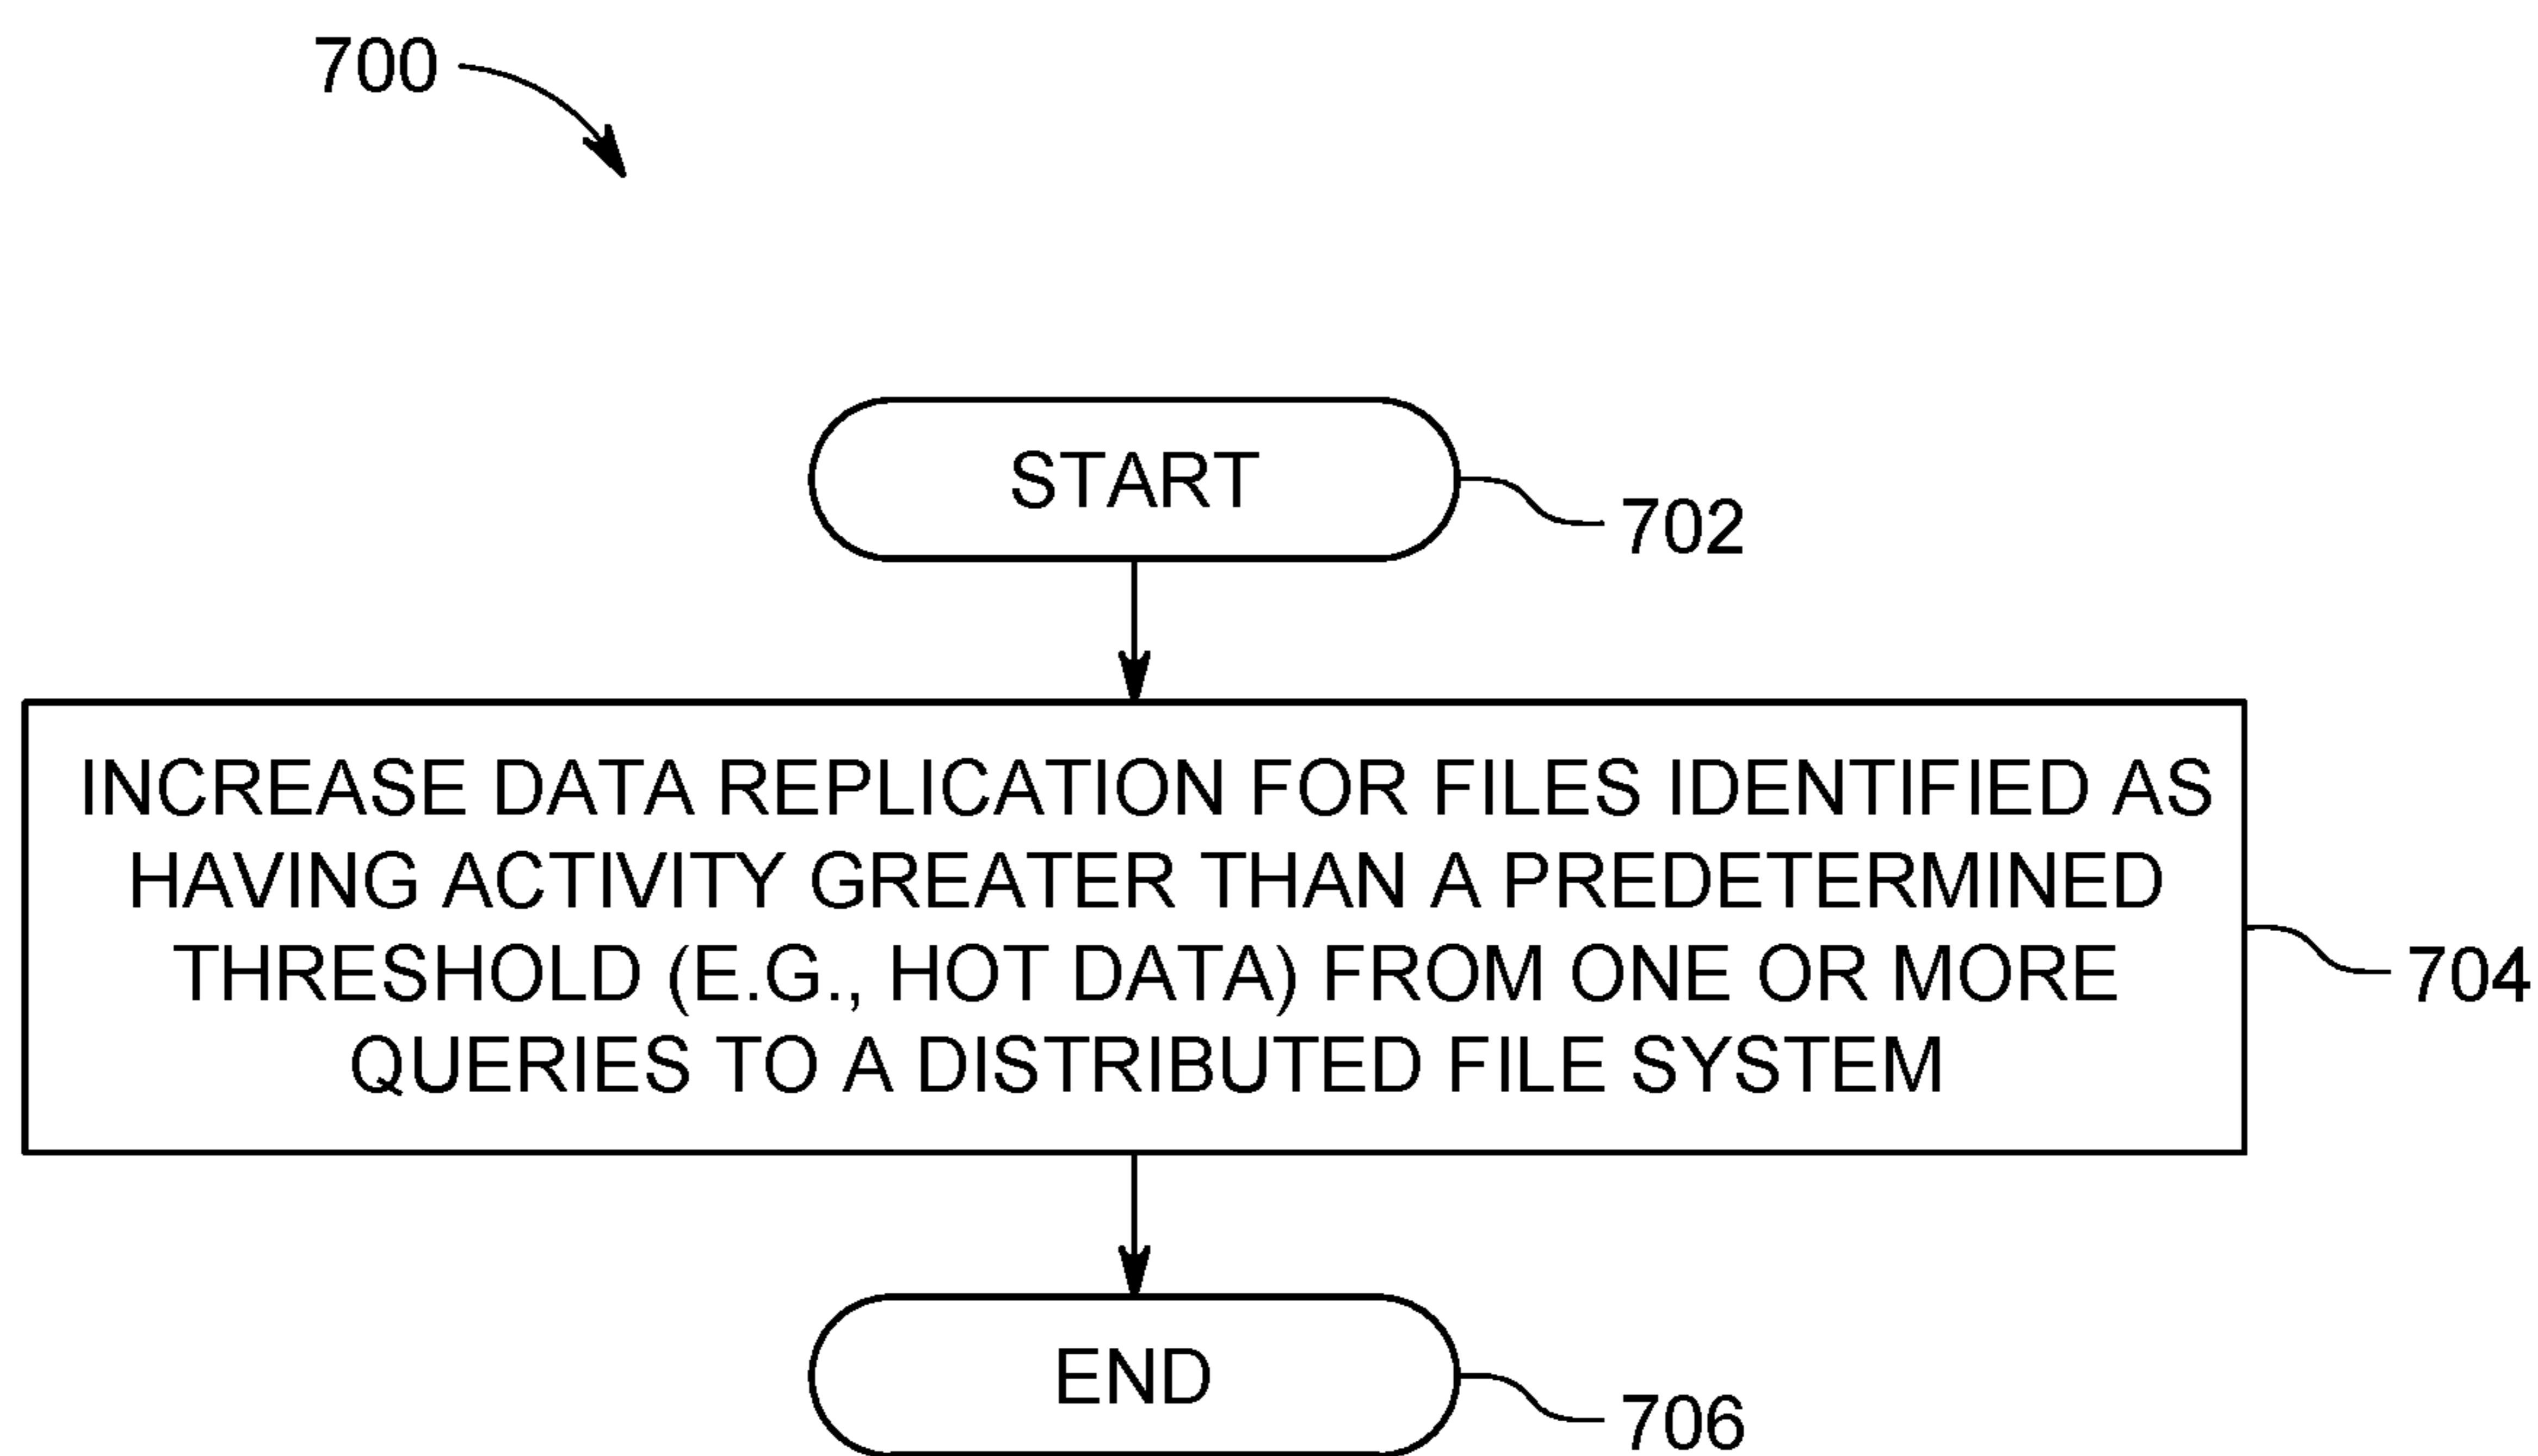 700
START
702
INCREASE DATA REPLICATION FOR FILES IDENTIFIED AS
HAVING ACTIVITY GREATER THAN A PREDETERMINED
THRESHOLD (E.G., HOT DATA) FROM ONE OR MORE
QUERIES TO A DISTRIBUTED FILE SYSTEM
704
END
706